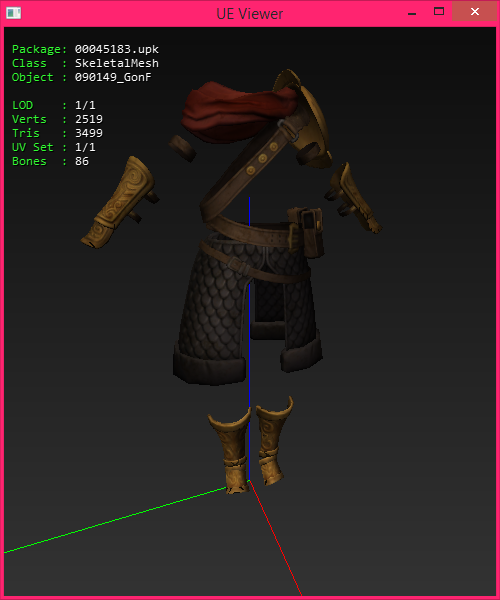 UE Viewer
Package: 00045183.upk
Class : SkeletalMesh
Object : 090149_GonF
LOD : 1/1
Verts : 2519
Tris : 3499
UV Set : 1/1
Bones : 86